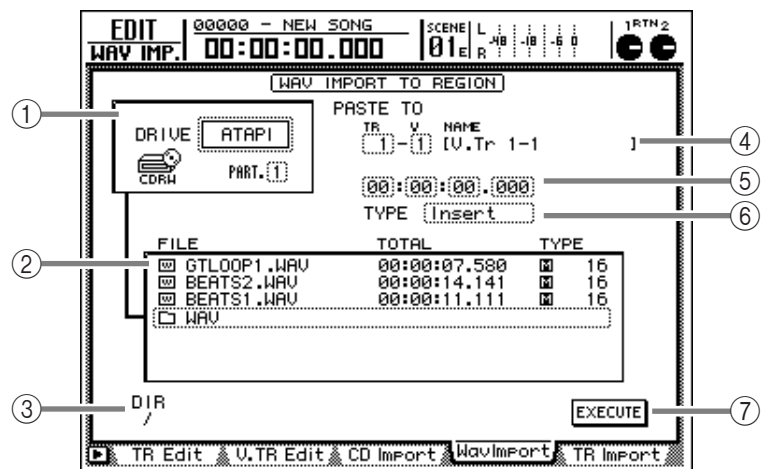 EDIT
WAV IMP.
00000 - NEW SONG
00:00:00.000
SCENE
01E
L
R
-48 -18 -6 0
1RTN2
WAV IMPORT TO REGION
1
DRIVE ATAPI
CDRW
PART. 1
PASTE TO
TR V NAME
1-1 [V.Tr 1-1 ]
4
00:00:00.000
5
TYPE Insert
6
2
FILE TOTAL TYPE
W GTLOOP1.WAV 00:00:07.580 M 16
W BEATS2.WAV 00:00:14.141 M 16
W BEATS1.WAV 00:00:11.111 M 16
WAV
3
DIR
/
EXECUTE
7
TR Edit V.TR Edit CD Import WavImport TR Import